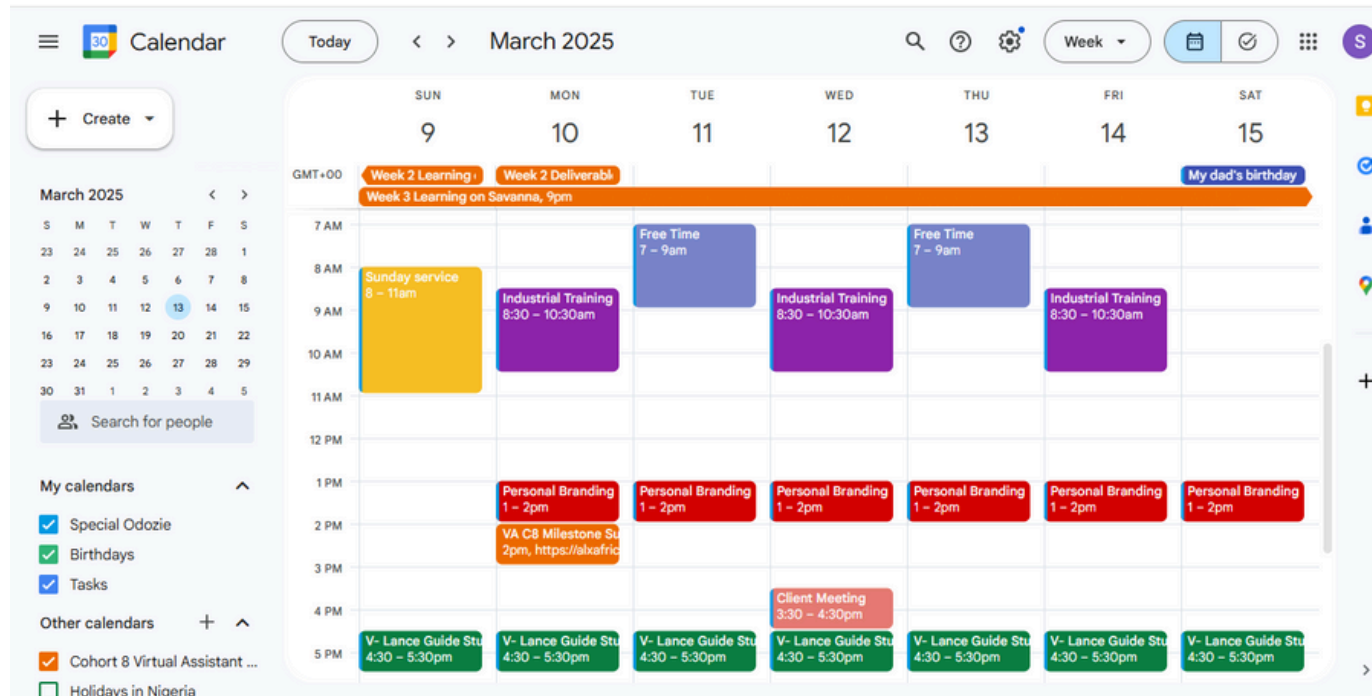 Calendar
Today
March 2025
Week
S
Create
SUN MON TUE WED THU FRI SAT
9 10 11 12 13 14 15
GMT+00
Week 2 Learning
Week 2 Deliverabl
My dad's birthday
Week 3 Learning on Savanna, 9pm
March 2025
S M T W T F S
23 24 25 26 27 28 1
2 3 4 5 6 7 8
9 10 11 12 13 14 15
16 17 18 19 20 21 22
23 24 25 26 27 28 29
30 31 1 2 3 4 5
Search for people
My calendars
Special Odozie
Birthdays
Tasks
Other calendars
Cohort 8 Virtual Assistant ...
Holidays in Nigeria
7 AM
8 AM
9 AM
10 AM
11 AM
12 PM
1 PM
2 PM
3 PM
4 PM
5 PM
Sunday service
8 – 11am
V- Lance Guide Stu
4:30 – 5:30pm
Industrial Training
8:30 – 10:30am
Personal Branding
1 – 2pm
VA C8 Milestone Su
2pm, https://alxafric
V- Lance Guide Stu
4:30 – 5:30pm
Free Time
7 – 9am
Personal Branding
1 – 2pm
V- Lance Guide Stu
4:30 – 5:30pm
Industrial Training
8:30 – 10:30am
Personal Branding
1 – 2pm
Client Meeting
3:30 – 4:30pm
V- Lance Guide Stu
4:30 – 5:30pm
Free Time
7 – 9am
Personal Branding
1 – 2pm
V- Lance Guide Stu
4:30 – 5:30pm
Industrial Training
8:30 – 10:30am
Personal Branding
1 – 2pm
V- Lance Guide Stu
4:30 – 5:30pm
Personal Branding
1 – 2pm
V- Lance Guide Stu
4:30 – 5:30pm